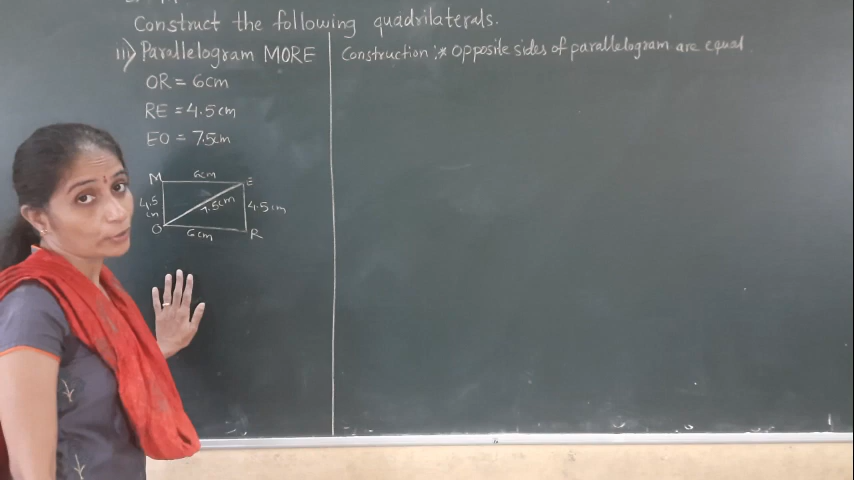 Construct the following quadrilaterals.
ii) Parallelogram MORE
OR = 6cm
RE = 4.5cm
EO = 7.5cm
M 6cm E
4.5 cm 7.5cm 4.5cm
O 6cm R
Construction :* opposite sides of parallelogram are equal.